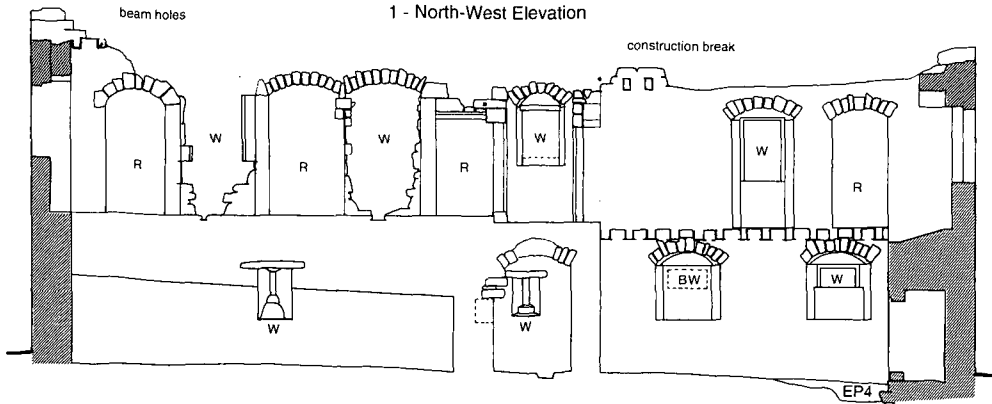 1 - North-West Elevation
beam holes
construction break
R
W
R
W
R
W
W
R
W
W
BW
W
EP4